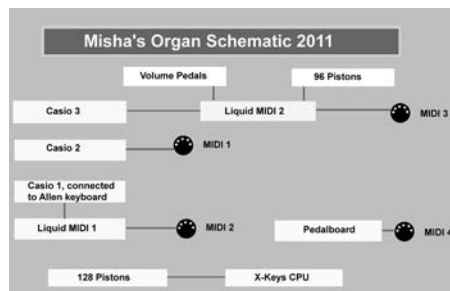 Misha's Organ Schematic 2011
Volume Pedals
96 Pistons
Casio 3
Liquid MIDI 2
MIDI 3
Casio 2
MIDI 1
Casio 1, connected
to Allen keyboard
Liquid MIDI 1
MIDI 2
Pedalboard
MIDI 4
128 Pistons
X-Keys CPU